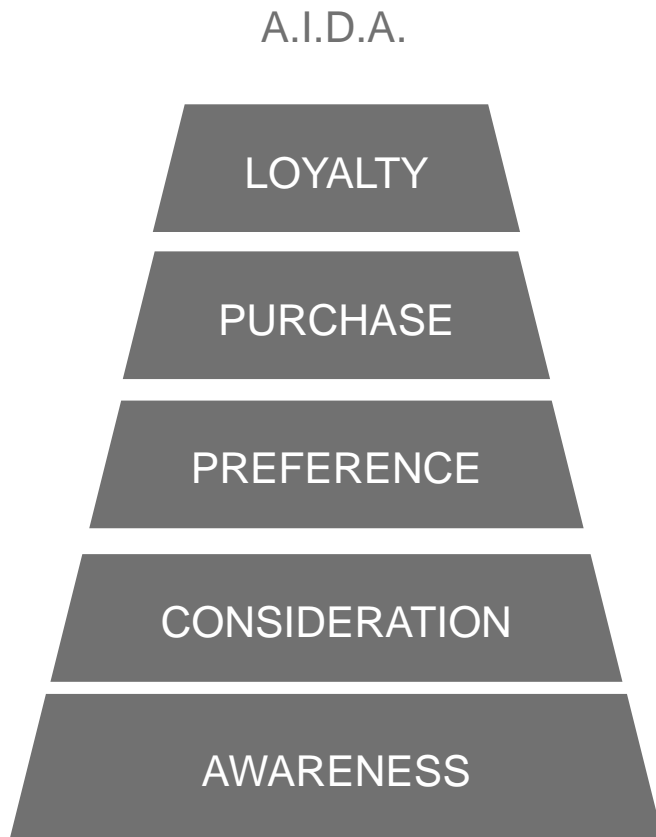 A.I.D.A.
LOYALTY
PURCHASE
PREFERENCE
CONSIDERATION
AWARENESS